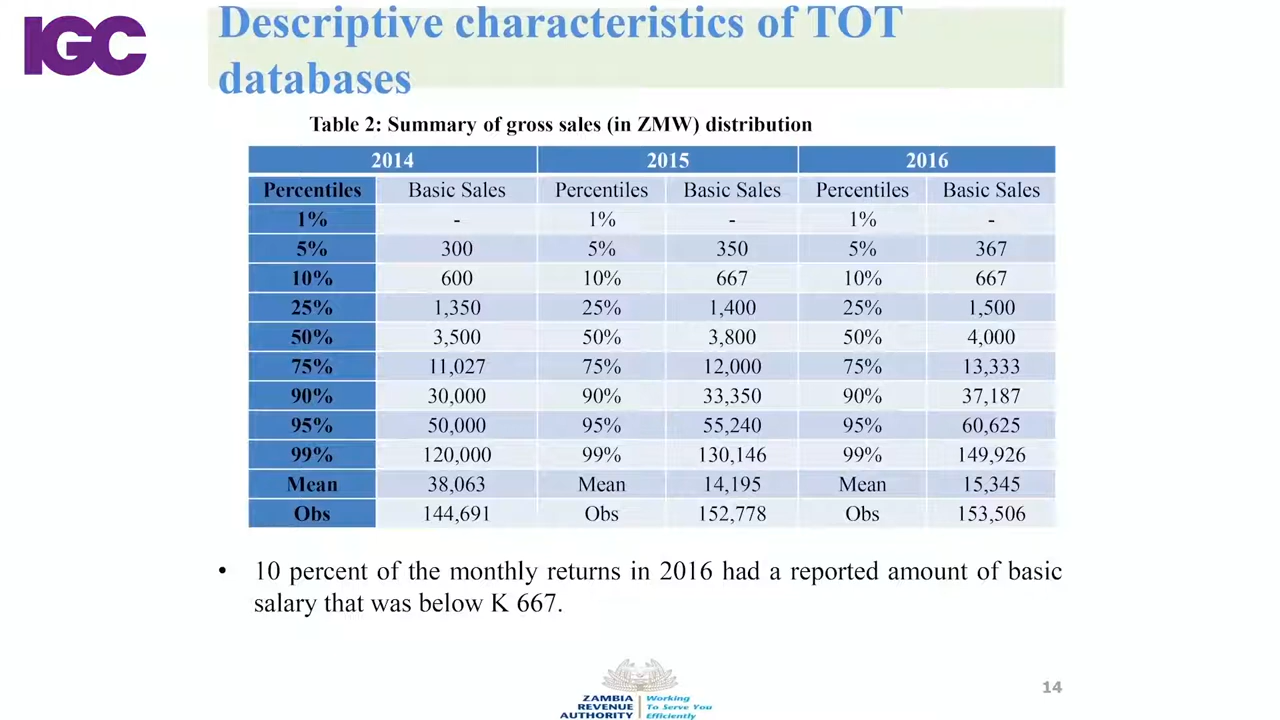 IGC
Descriptive characteristics of TOT
databases
Table 2: Summary of gross sales (in ZMW) distribution
2014 2015 2016
Percentiles Basic Sales Percentiles Basic Sales Percentiles Basic Sales
1% - 1% - 1% -
5% 300 5% 350 5% 367
10% 600 10% 667 10% 667
25% 1,350 25% 1,400 25% 1,500
50% 3,500 50% 3,800 50% 4,000
75% 11,027 75% 12,000 75% 13,333
90% 30,000 90% 33,350 90% 37,187
95% 50,000 95% 55,240 95% 60,625
99% 120,000 99% 130,146 99% 149,926
Mean 38,063 Mean 14,195 Mean 15,345
Obs 144,691 Obs 152,778 Obs 153,506
• 10 percent of the monthly returns in 2016 had a reported amount of basic
salary that was below K 667.
ZAMBIA Working
REVENUE To Serve You
AUTHORITY Efficiently
14